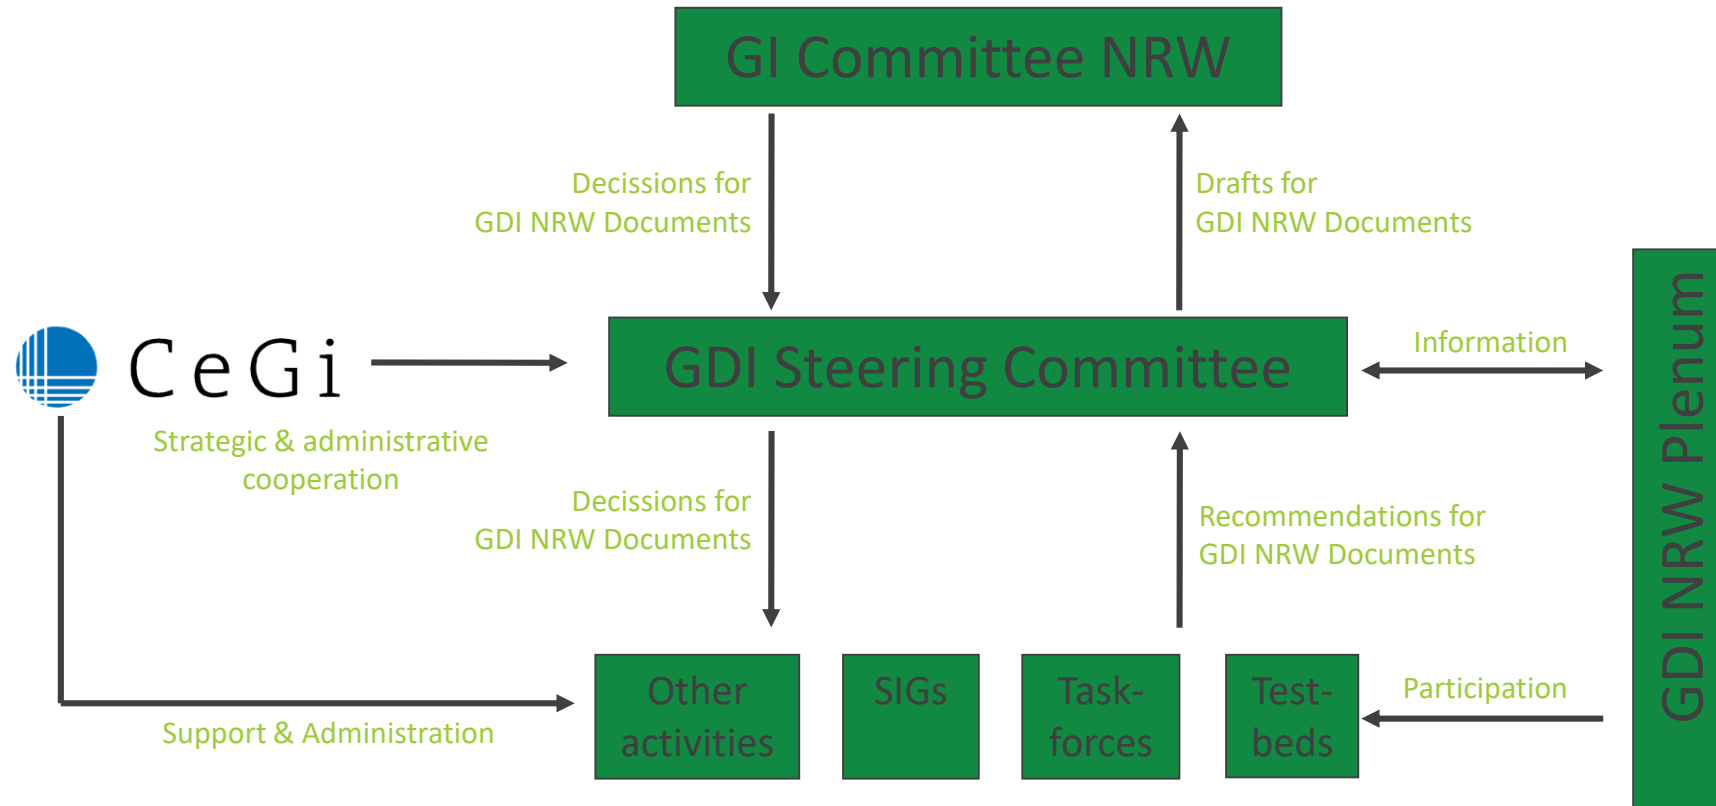 GI Committee NRW
Decissions for
GDI NRW Documents
Drafts for
GDI NRW Documents
CeGi
GDI Steering Committee
Information
GDI NRW Plenum
Strategic & administrative
cooperation
Decissions for
GDI NRW Documents
Recommendations for
GDI NRW Documents
Other
activities
SIGs
Task-
forces
Test-
beds
Participation
Support & Administration